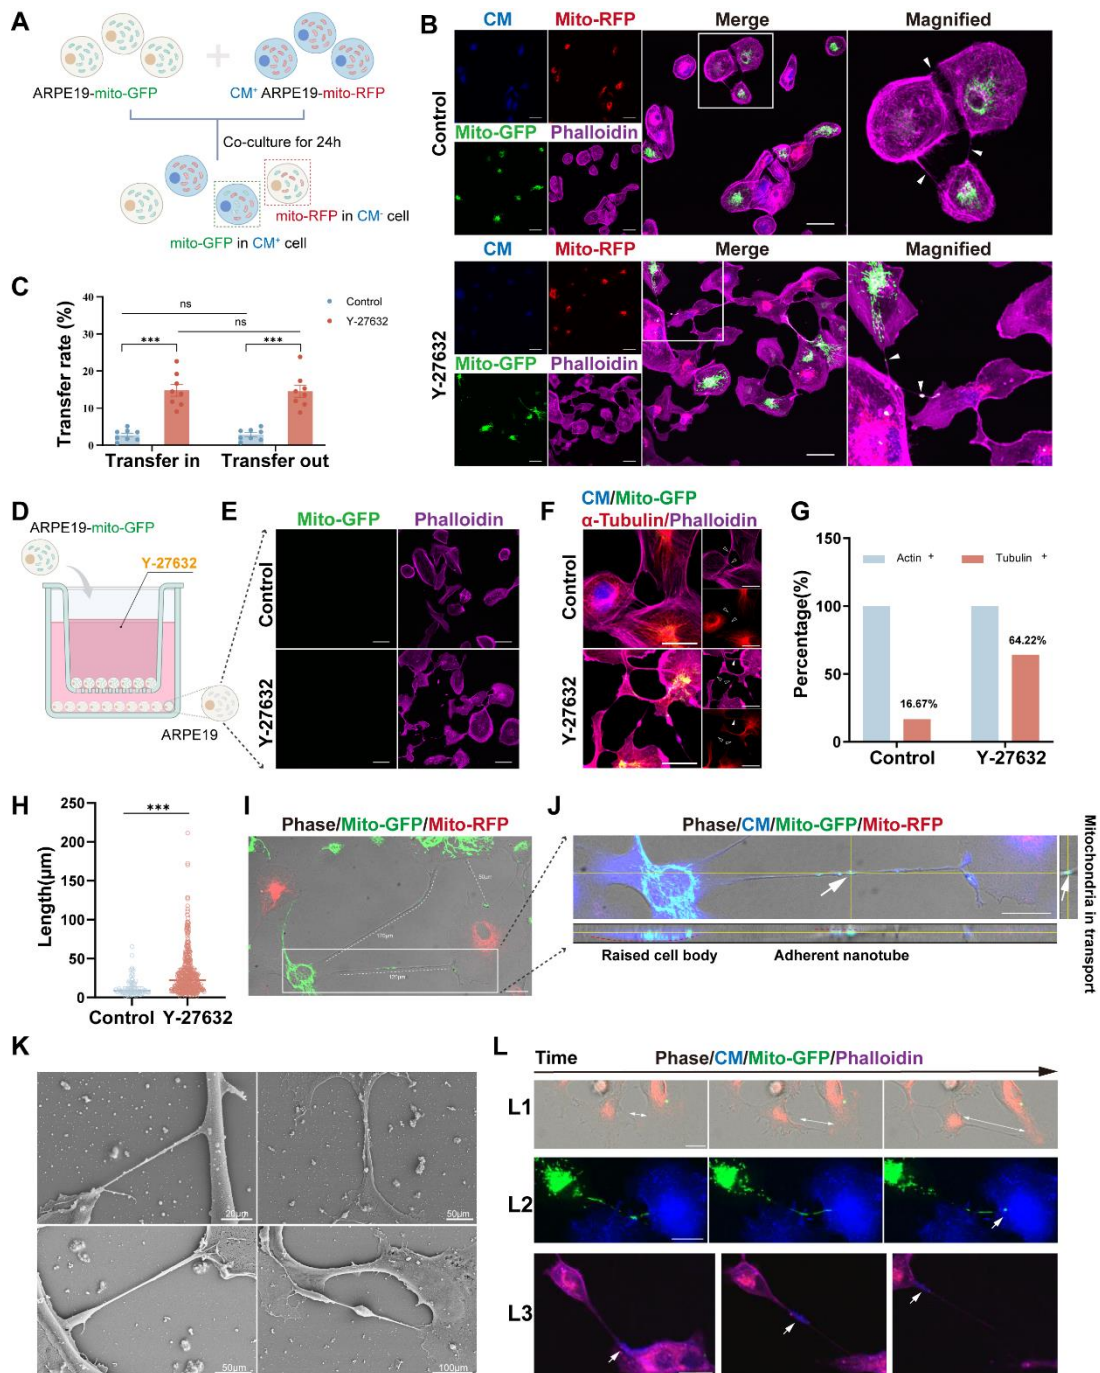 A
ARPE19-mito-GFP
CM⁺ ARPE19-mito-RFP
Co-culture for 24h
mito-RFP in CM⁻ cell
mito-GFP in CM⁺ cell
B
CM
Mito-RFP
Merge
Magnified
Control
Mito-GFP
Phalloidin
CM
Mito-RFP
Merge
Magnified
Y-27632
Mito-GFP
Phalloidin
C
Transfer rate (%)
40
30
20
10
0
ns
ns
***
***
Control
Y-27632
Transfer in
Transfer out
D
ARPE19-mito-GFP
Y-27632
ARPE19
E
Mito-GFP
Phalloidin
Control
Y-27632
F
CM/Mito-GFP
α-Tubulin/Phalloidin
Control
Y-27632
G
Percentage(%)
150
100
50
0
Actin +
Tubulin +
16.67%
64.22%
Control
Y-27632
H
Length(μm)
250
200
150
100
50
0
***
Control
Y-27632
I
Phase/Mito-GFP/Mito-RFP
J
Phase/CM/Mito-GFP/Mito-RFP
Raised cell body
Adherent nanotube
Mitochondria in transport
K
20μm
50μm
50μm
100μm
L
Time
Phase/CM/Mito-GFP/Phalloidin
L1
L2
L3